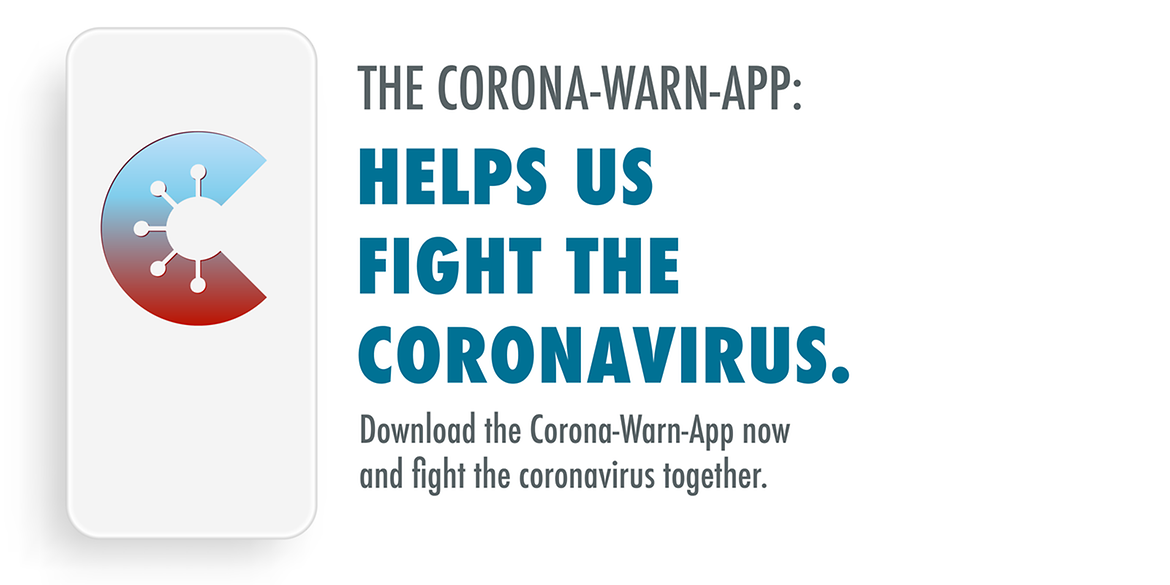 THE CORONA-WARN-APP:
HELPS US
FIGHT THE
CORONAVIRUS.
Download the Corona-Warn-App now
and fight the coronavirus together.